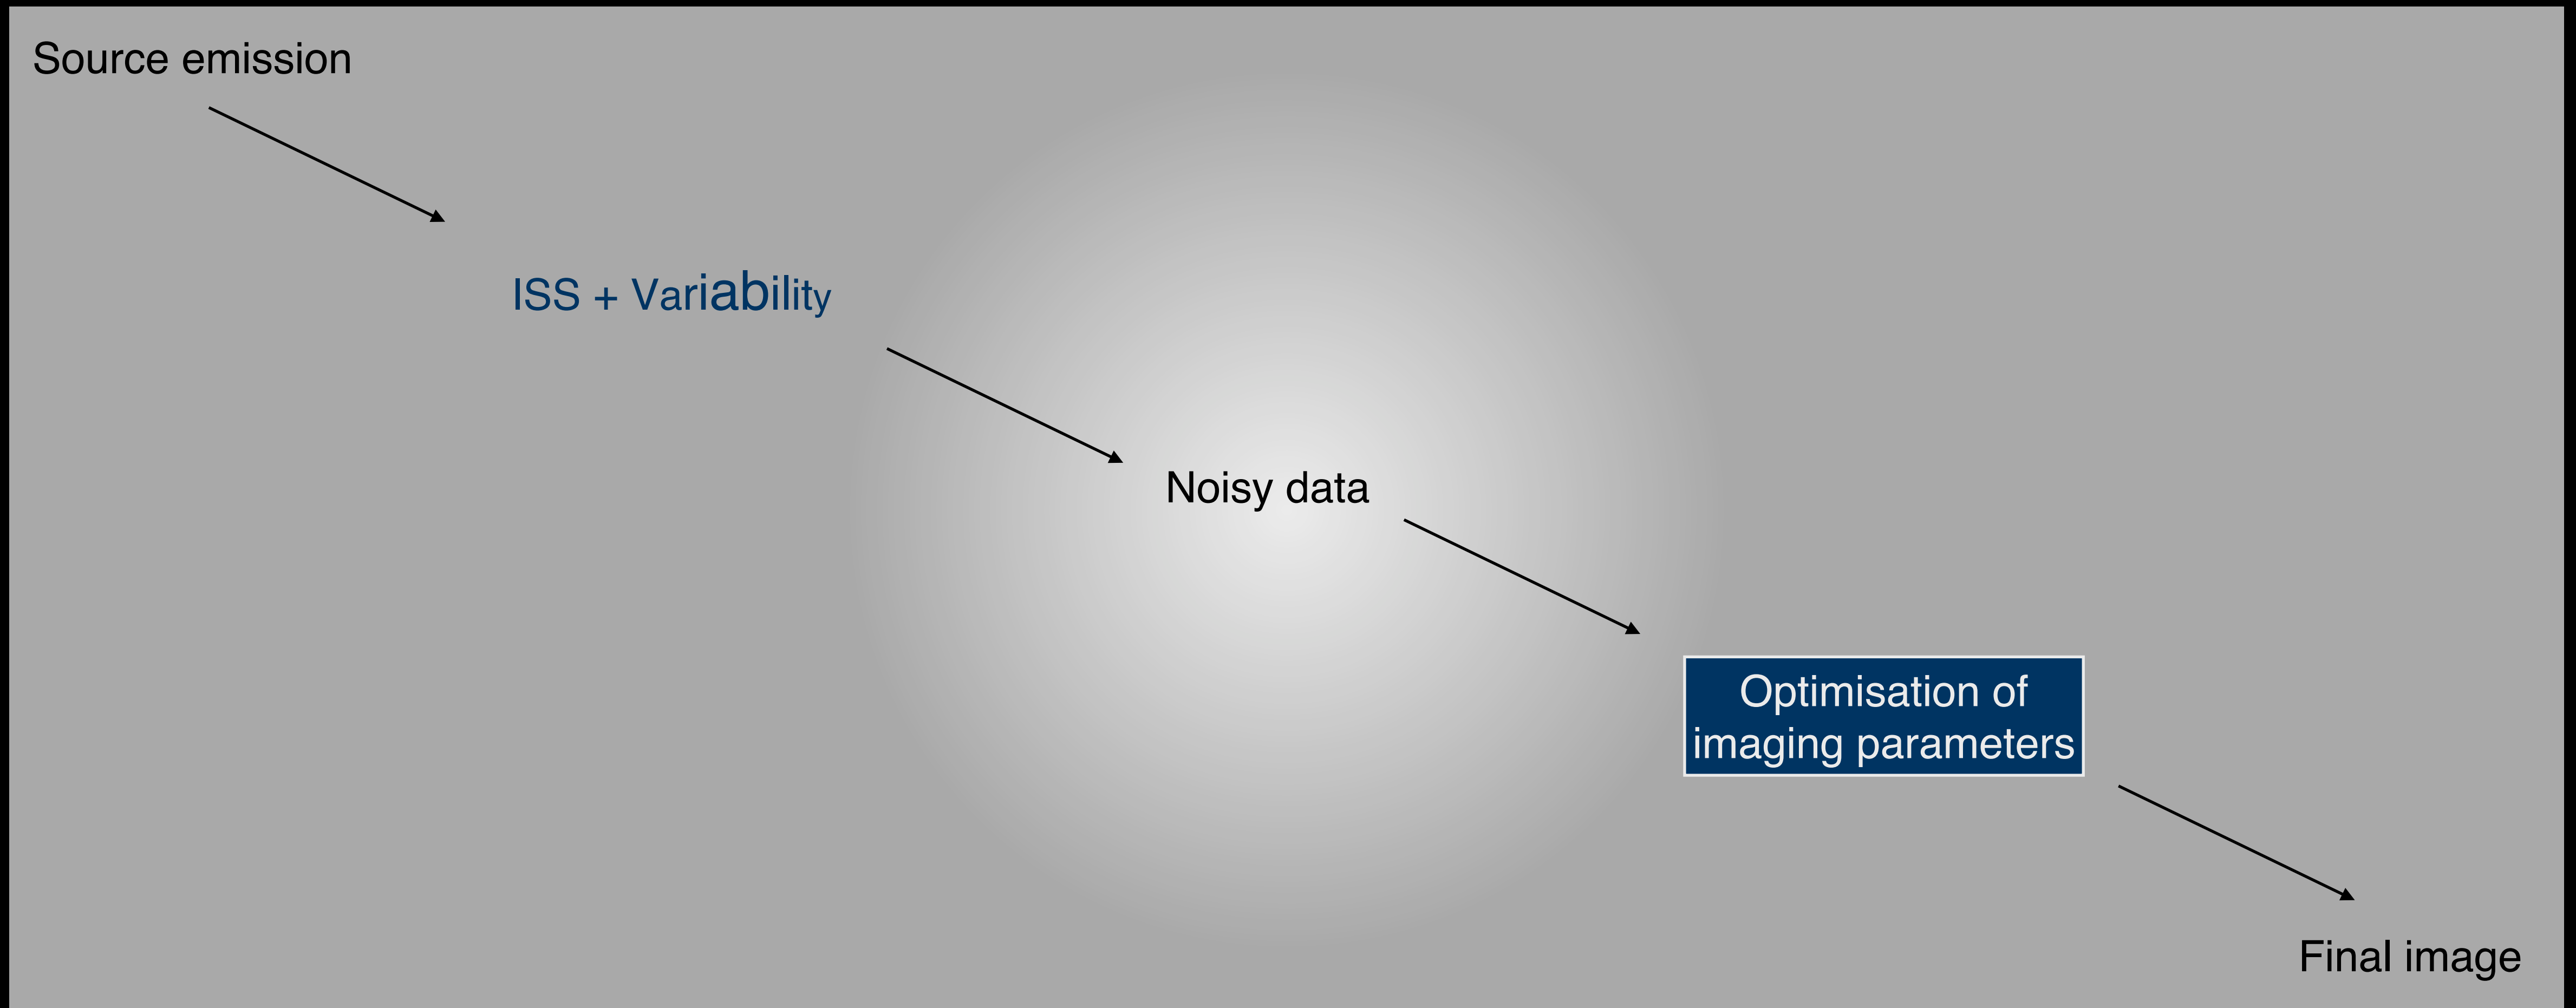 Source emission
ISS + Variability
Noisy data
Optimisation of
imaging parameters
Final image